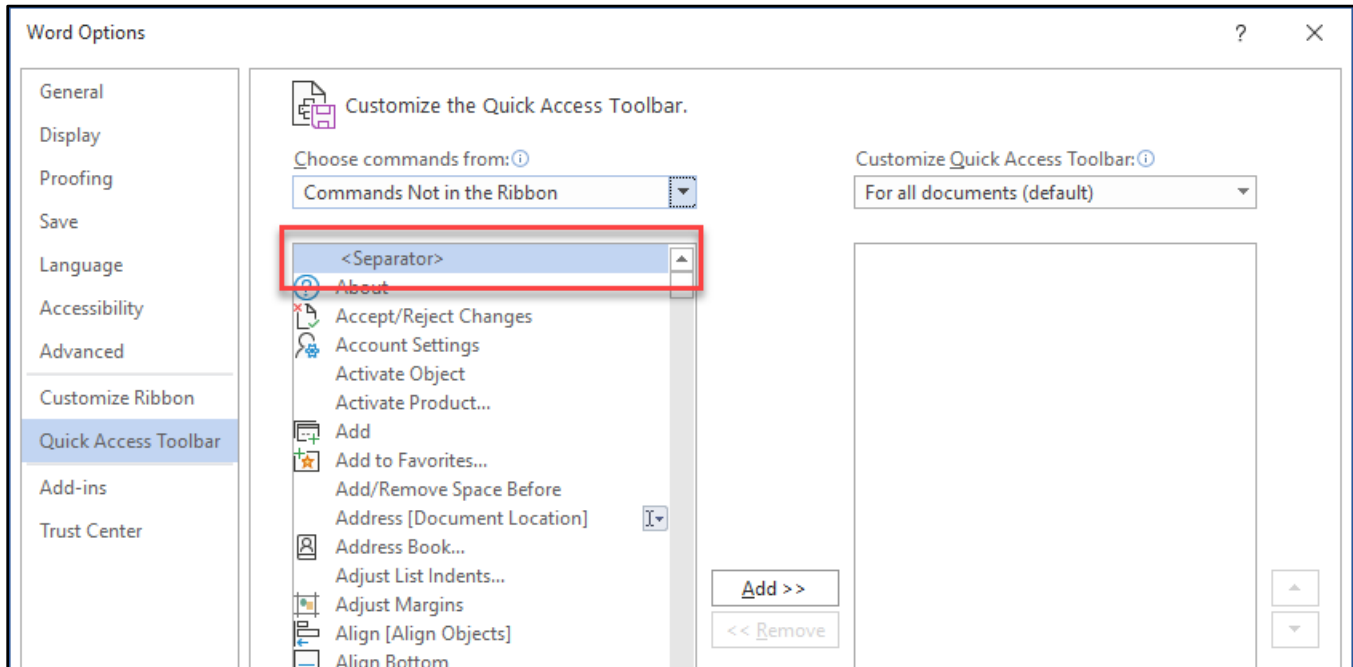 Word Options
?
General
Display
Proofing
Save
Language
Accessibility
Advanced
Customize Ribbon
Quick Access Toolbar
Add-ins
Trust Center
Customize the Quick Access Toolbar.
Choose commands from:
Commands Not in the Ribbon
<Separator>
About
Accept/Reject Changes
Account Settings
Activate Object
Activate Product...
Add
Add to Favorites...
Add/Remove Space Before
Address [Document Location]
Address Book...
Adjust List Indents...
Adjust Margins
Align [Align Objects]
Align Bottom
Add >>
<< Remove
Customize Quick Access Toolbar:
For all documents (default)